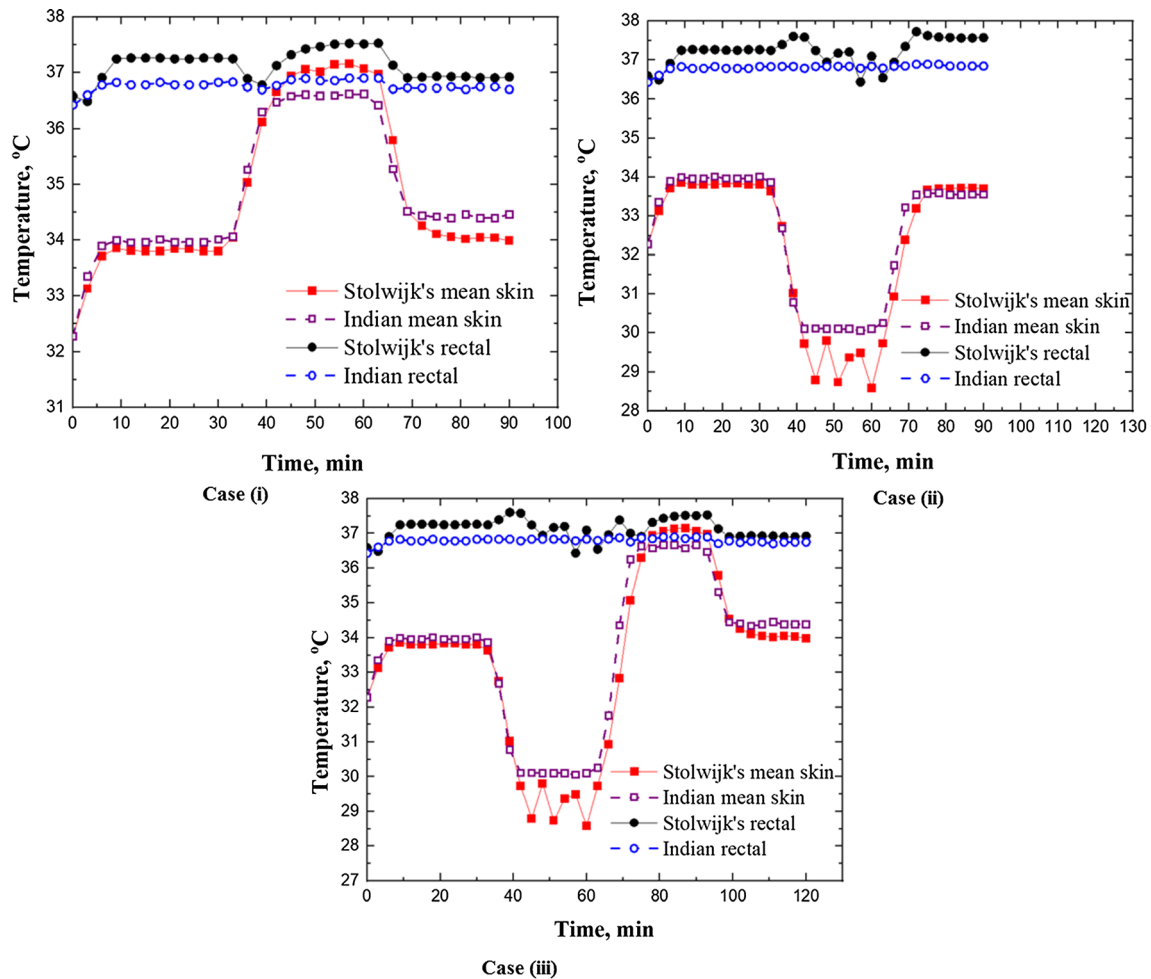 38
37
36
35
34
33
32
31
Temperature, ºC
0 10 20 30 40 50 60 70 80 90 100
Time, min
Stolwijk's mean skin
Indian mean skin
Stolwijk's rectal
Indian rectal
Case (i)
38
37
36
35
34
33
31
30
29
28
Temperature, ºC
0 10 20 30 40 50 60 70 80 90 100 110 120 130
Time, min
Stolwijk's mean skin
Indian mean skin
Stolwijk's rectal
Indian rectal
Case (ii)
38
37
36
35
34
33
32
31
30
29
28
27
Temperature, ºC
0 20 40 60 80 100 120
Time, min
Stolwijk's mean skin
Indian mean skin
Stolwijk's rectal
Indian rectal
Case (iii)